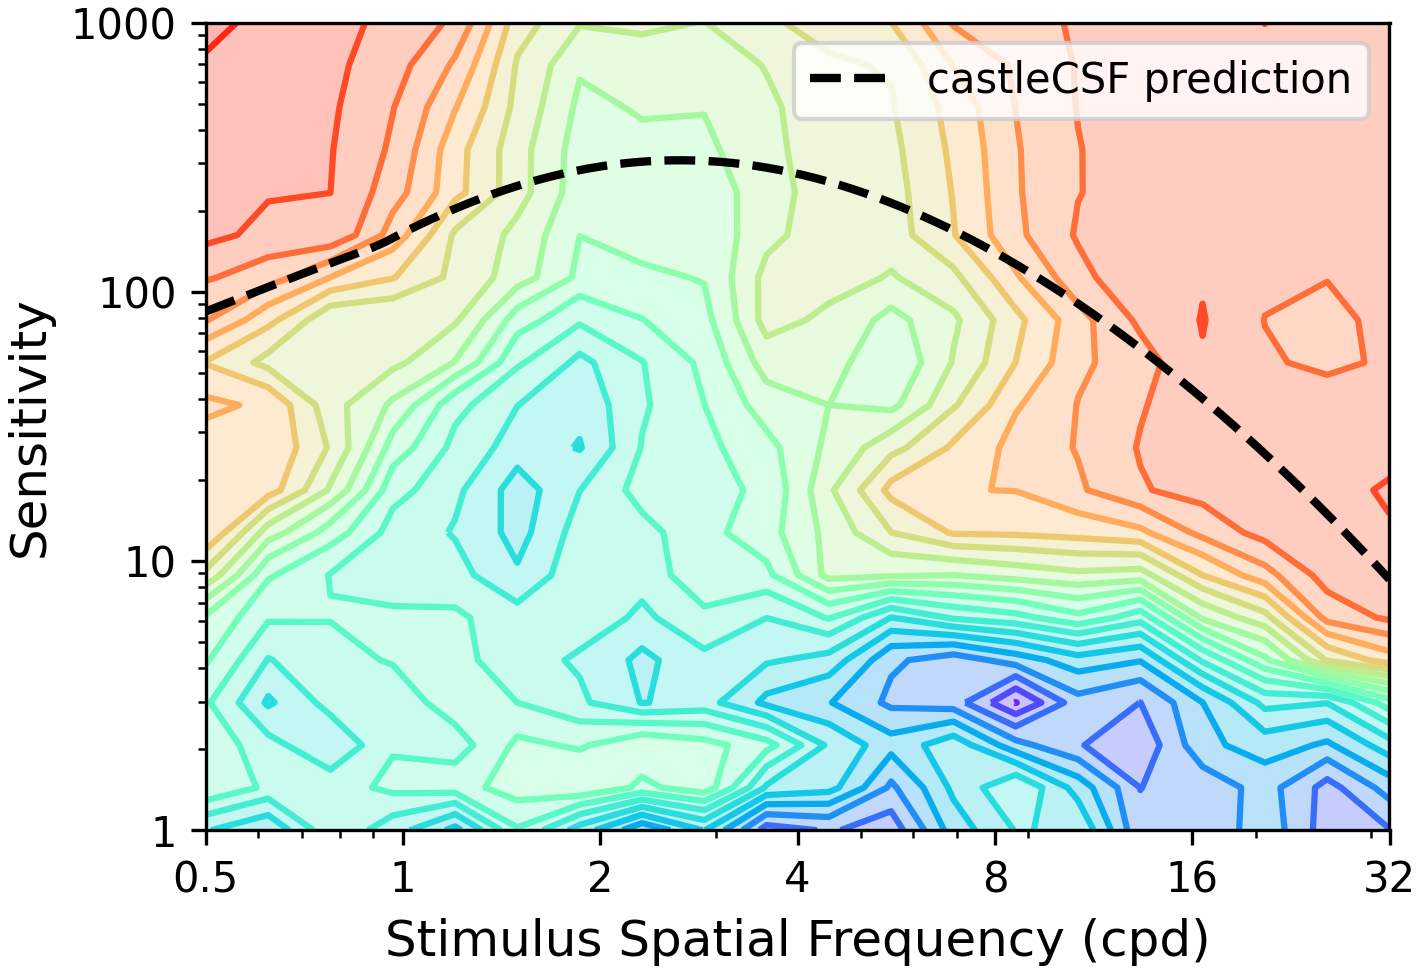 1000
castleCSF prediction
100
10
1
Sensitivity
0.5 1 2 4 8 16 32
Stimulus Spatial Frequency (cpd)